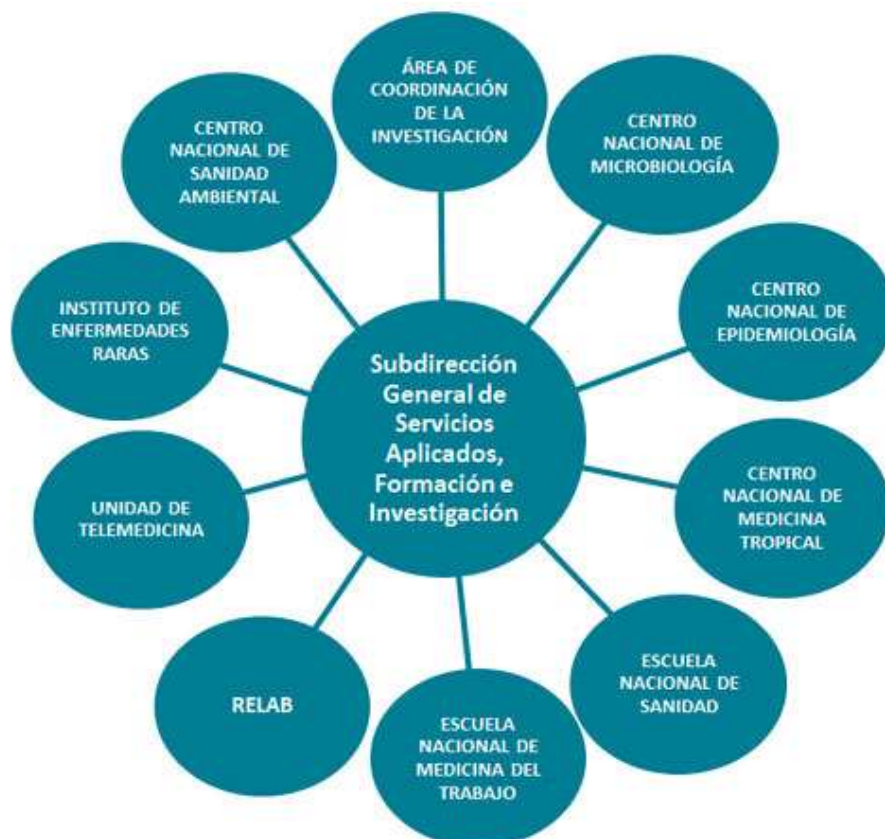 ÁREA DE
COORDINACIÓN
DE LA
INVESTIGACIÓN
CENTRO
NACIONAL DE
MICROBIOLOGÍA
CENTRO
NACIONAL DE
EPIDEMIOLOGÍA
CENTRO
NACIONAL DE
MEDICINA
TROPICAL
ESCUELA
NACIONAL DE
SANIDAD
ESCUELA
NACIONAL DE
MEDICINA DEL
TRABAJO
RELAB
UNIDAD DE
TELEMEDICINA
INSTITUTO DE
ENFERMEDADES
RARAS
CENTRO
NACIONAL DE
SANIDAD
AMBIENTAL
Subdirección
General de
Servicios
Aplicados,
Formación e
Investigación